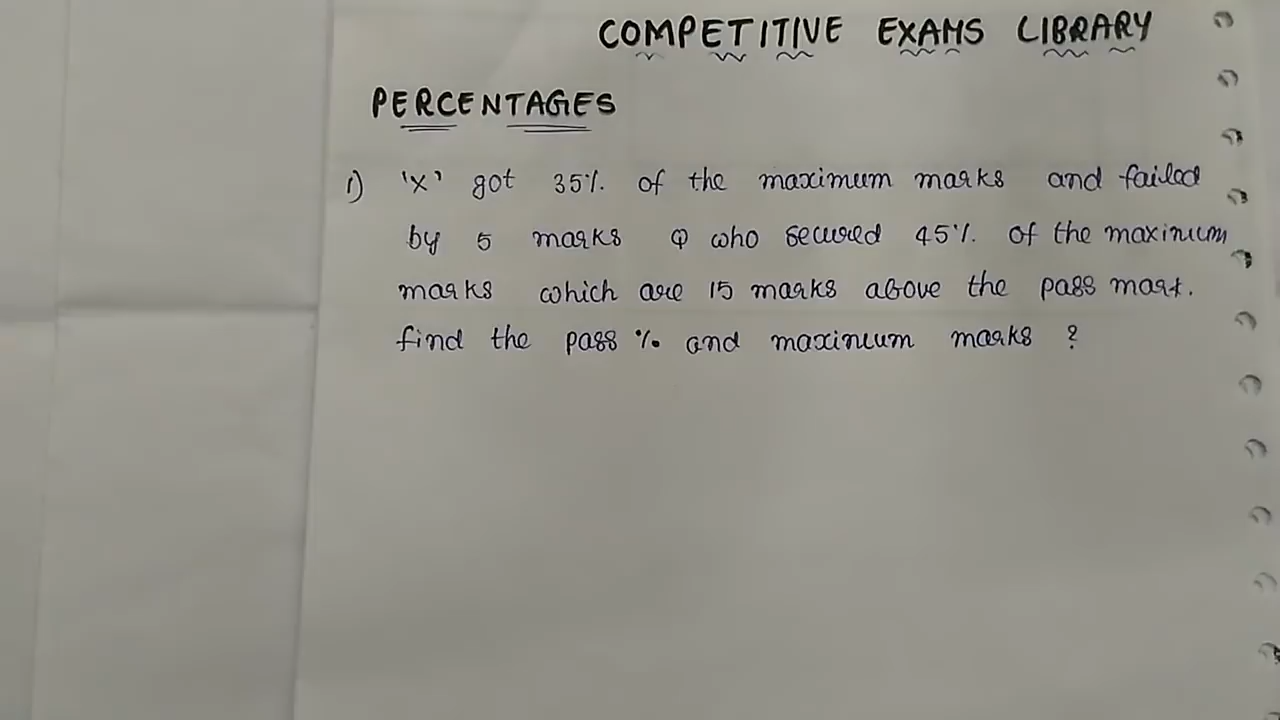 COMPETITIVE EXAMS LIBRARY
PERCENTAGES
1) 'X' got 35% of the maximum marks and failed
by 5 marks Q who secured 45% of the maximum
marks which are 15 marks above the pass mark.
find the pass % and maximum marks ?